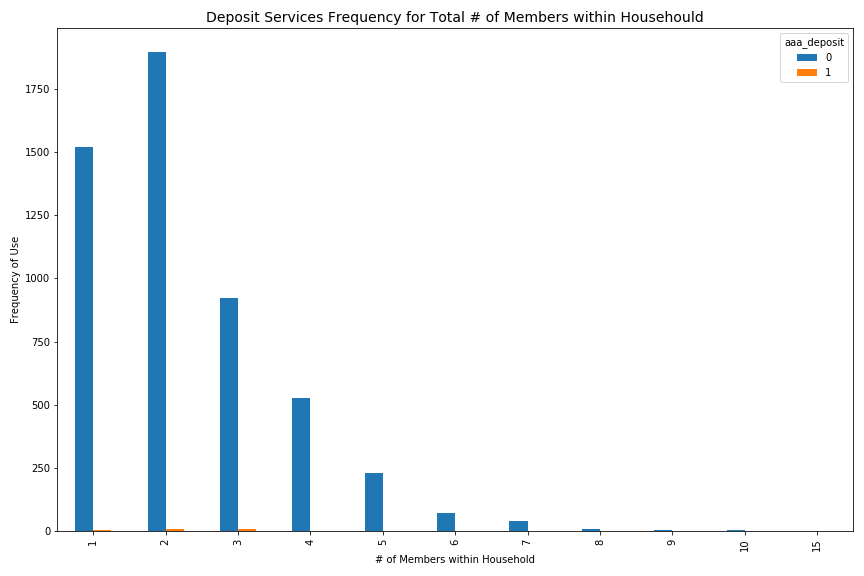 Deposit Services Frequency for Total # of Members within Househould
aaa_deposit
0
1
1750
1500
1250
1000
750
500
250
0
Frequency of Use
1 2 3 4 5 6 7 8 9 10 15
# of Members within Household